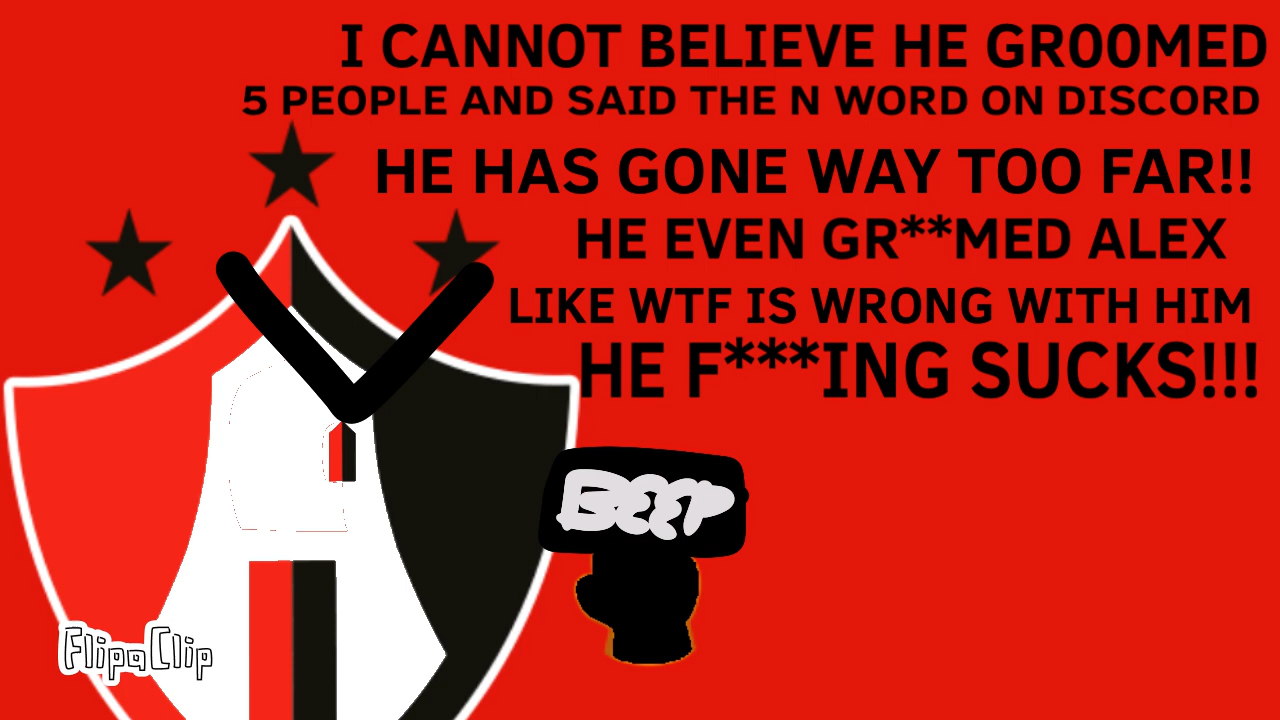 I CANNOT BELIEVE HE GR00MED
5 PEOPLE AND SAID THE N WORD ON DISCORD
HE HAS GONE WAY TOO FAR!!
HE EVEN GR**MED ALEX
LIKE WTF IS WRONG WITH HIM
HE F***ING SUCKS!!!
BEEP
FlipaClip